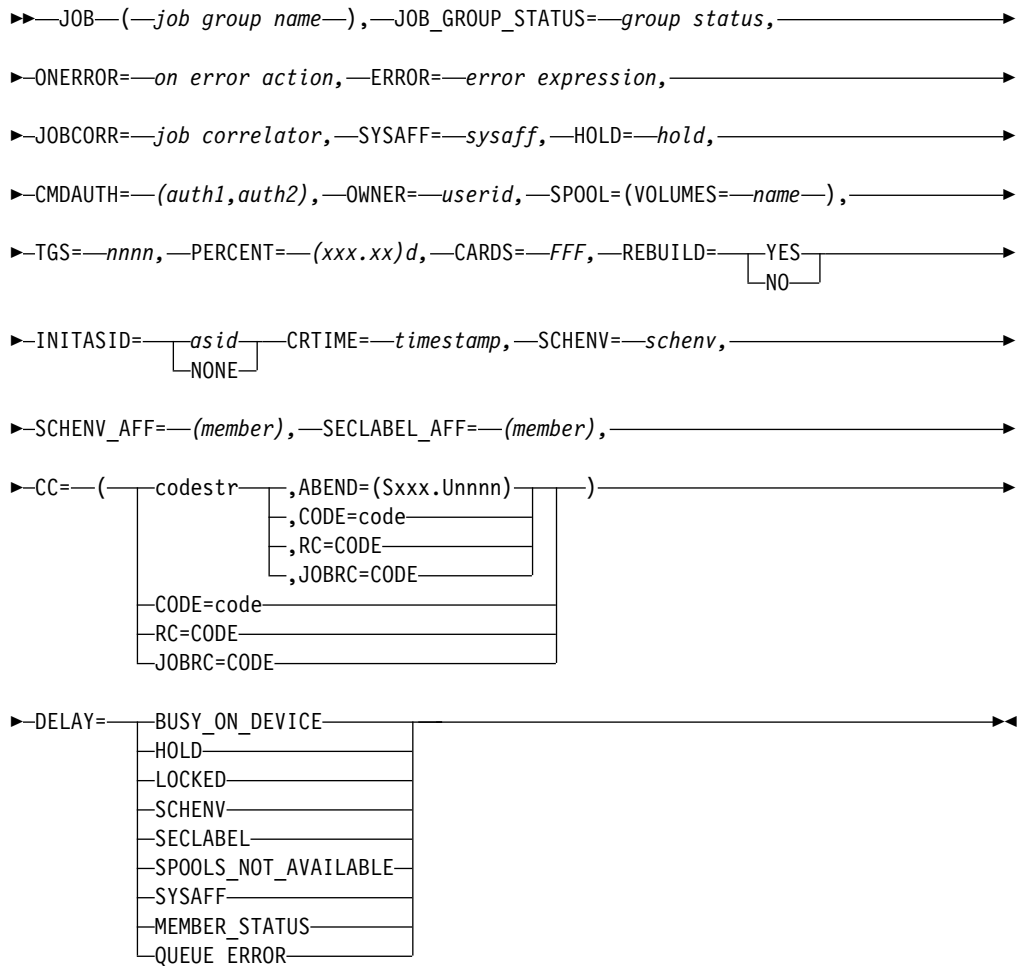 JOB ( job group name ), JOB_GROUP_STATUS= group status,
ONERROR= on error action, ERROR= error expression,
JOBCORR= job correlator, SYSAFF= sysaff, HOLD= hold,
CMDAUTH= (auth1,auth2), OWNER= userid, SPOOL=(VOLUMES= name ),
TGS= nnnn, PERCENT= (xxx.xx)d, CARDS= FFF, REBUILD= YES
NO
INITASID= asid CRTIME= timestamp, SCHENV= schenv,
NONE
SCHENV_AFF= (member), SECLABEL_AFF= (member),
CC= ( codestr ,ABEND=(Sxxx.Unnnn) )
,CODE=code
,RC=CODE
,JOBRC=CODE
CODE=code
RC=CODE
JOBRC=CODE
DELAY= BUSY_ON_DEVICE
HOLD
LOCKED
SCHENV
SECLABEL
SPOOLS_NOT_AVAILABLE
SYSAFF
MEMBER_STATUS
QUEUE ERROR